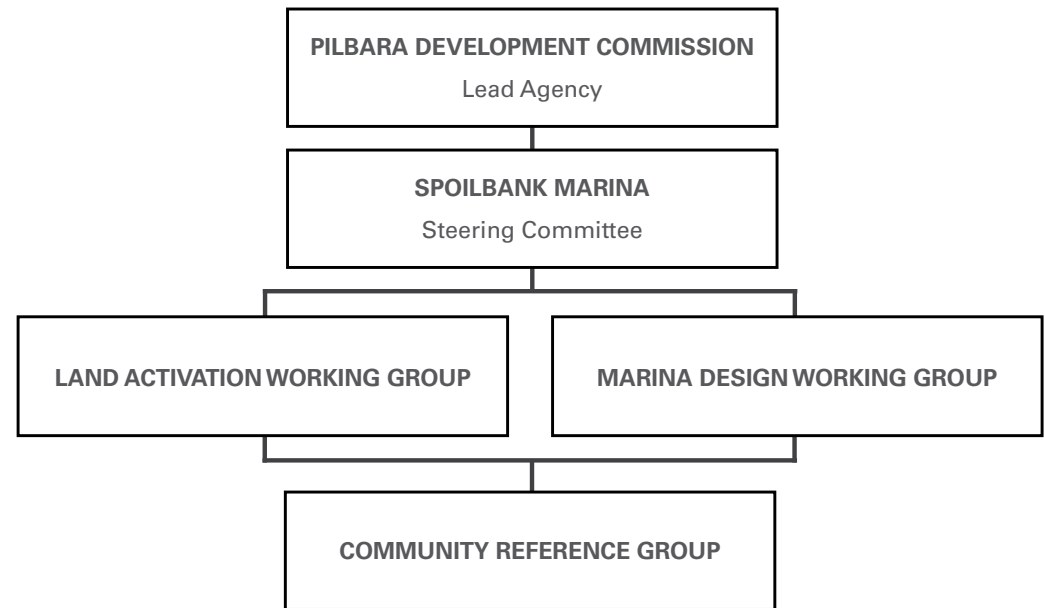 PILBARA DEVELOPMENT COMMISSION
Lead Agency
SPOILBANK MARINA
Steering Committee
LAND ACTIVATION WORKING GROUP
MARINA DESIGN WORKING GROUP
COMMUNITY REFERENCE GROUP